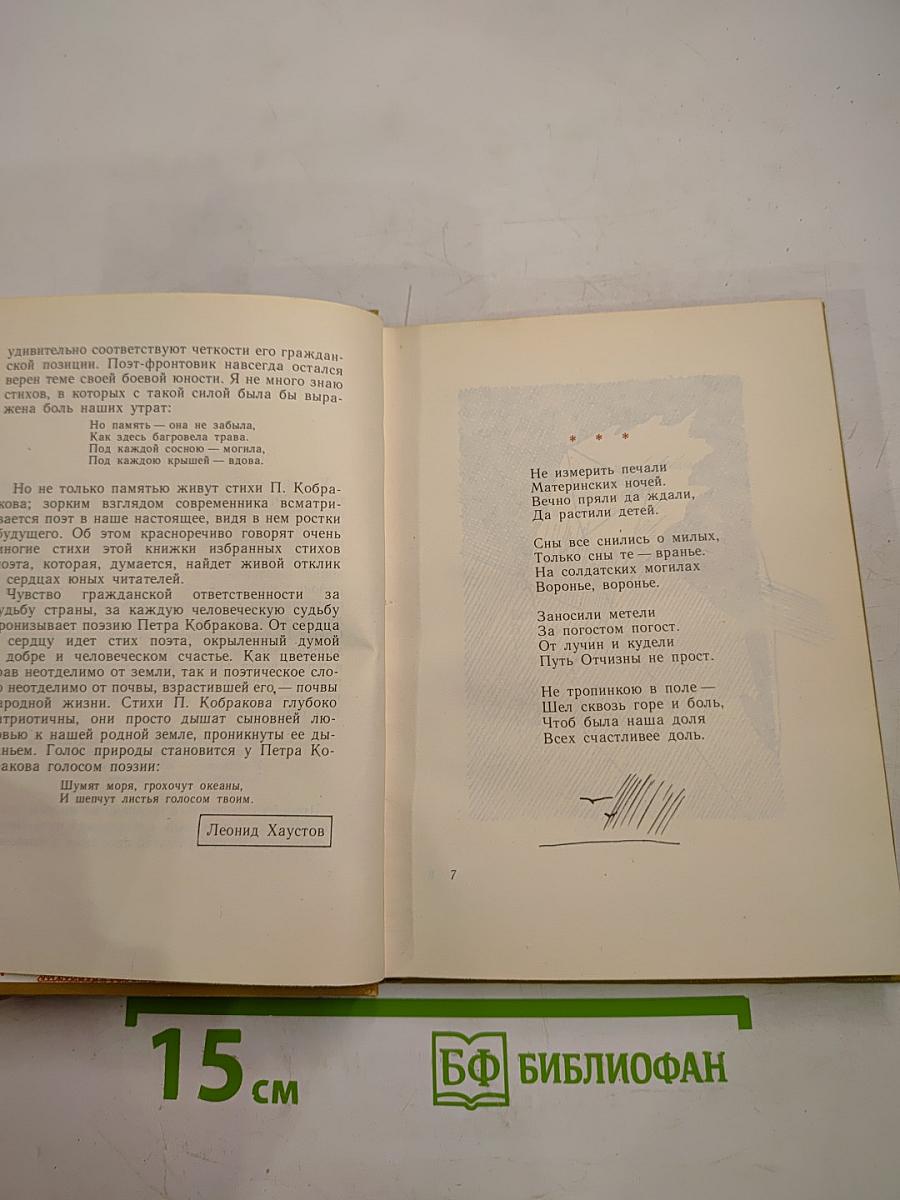 удивительно соответствуют четкости его граждан-
ской позиции. Поэт-фронтовик навсегда остался
верен теме своей боевой юности. Я не много знаю
стихов, в которых с такой силой была бы выра-
жена боль наших утрат:
Но память — она не забыла,
Как здесь багровела трава.
Под каждой сосною — могила,
Под каждою крышей — вдова.
Но не только памятью живут стихи П. Кобра-
кова; зорким взглядом современника всматри-
вается поэт в наше настоящее, видя в нем ростки
будущего. Об этом красноречиво говорят очень
многие стихи этой книжки избранных стихов
поэта, которая, думается, найдет живой отклик
сердцах юных читателей.
Чувство гражданской ответственности за
удьбу страны, за каждую человеческую судьбу
ронизывает поэзию Петра Кобракова. От сердца
сердцу идет стих поэта, окрыленный думой
добре и человеческом счастье. Как цветенье
рав неотделимо от земли, так и поэтическое сло-
о неотделимо от почвы, взрастившей его, — почвы
ародной жизни. Стихи П. Кобракова глубоко
атриотичны, они просто дышат сыновней лю-
овью к нашей родной земле, проникнуты ее ды-
аньем. Голос природы становится у Петра Ко-
ракова голосом поэзии:
Шумят моря, грохочут океаны,
И шепчут листья голосом твоим.
Леонид Хаустов
* * *
Не измерить печали
Материнских ночей.
Вечно пряли да ждали,
Да растили детей.
Сны все снились о милых,
Только сны те — вранье.
На солдатских могилах
Воронье, воронье.
Заносили метели
За погостом погост.
От лучин и кудели
Путь Отчизны не прост.
Не тропинкою в поле —
Шел сквозь горе и боль,
Чтоб была наша доля
Всех счастливее доль.
7
15 см
БФ БИБЛИОФАН